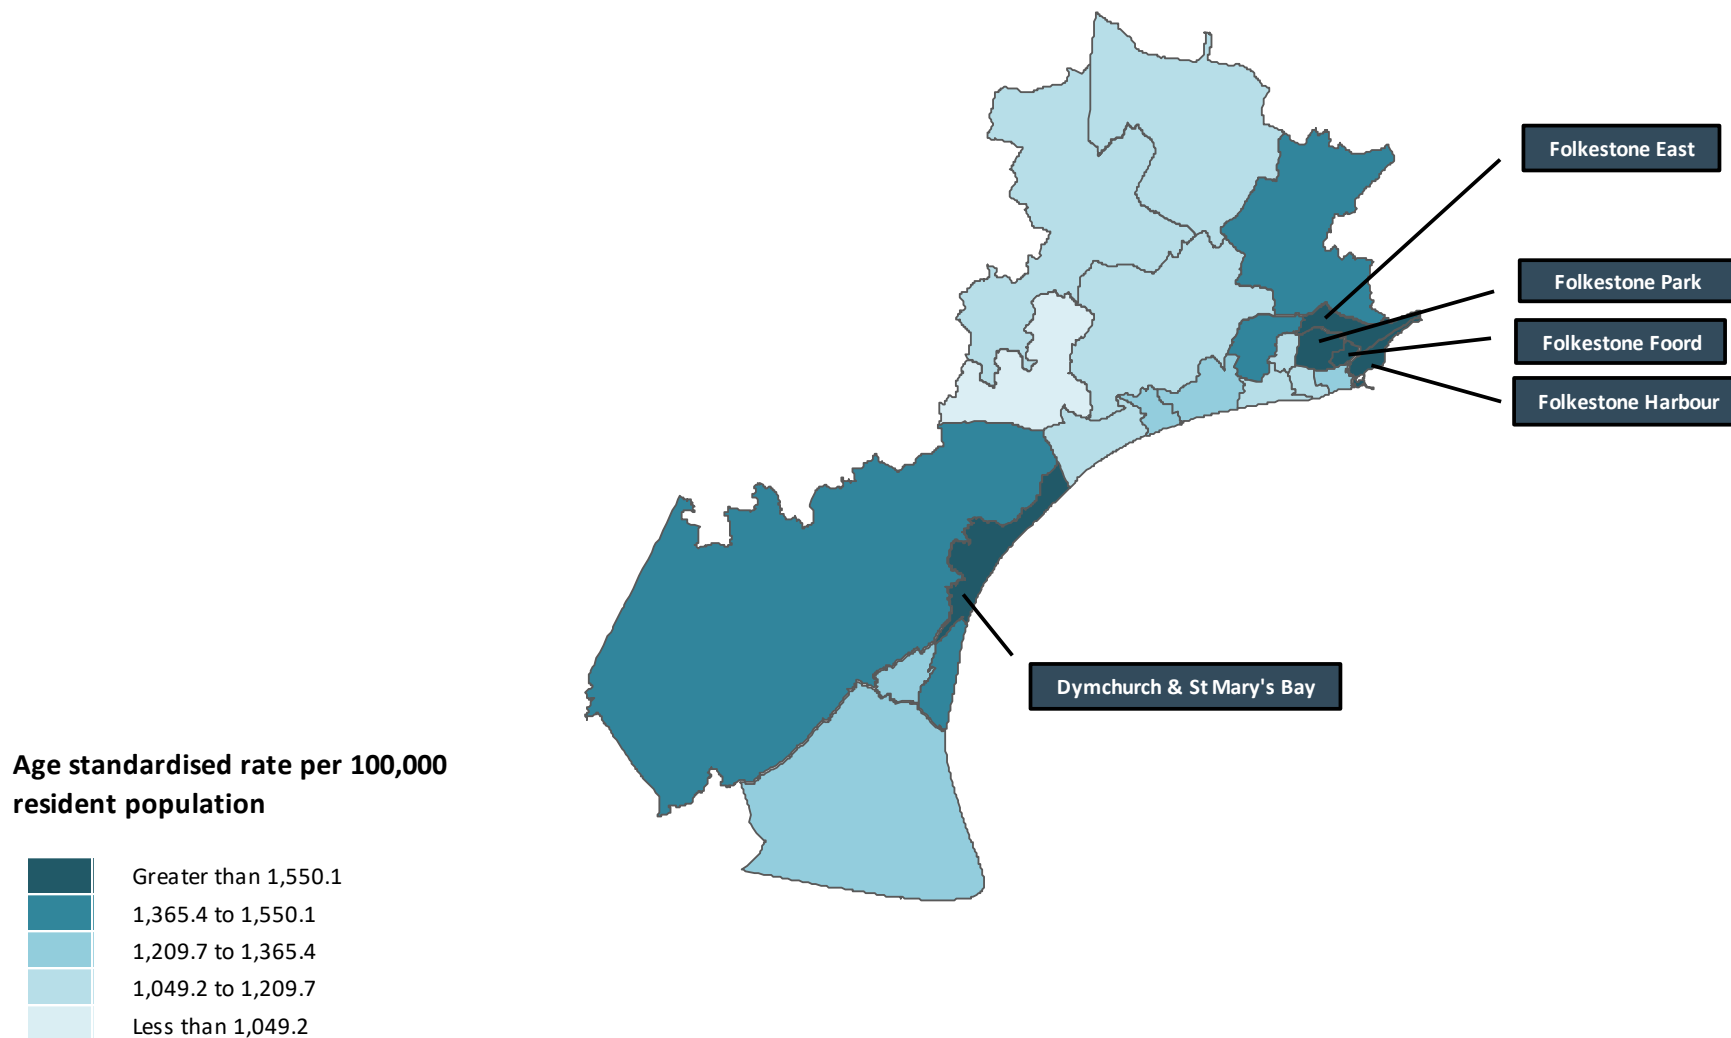 Folkestone East
Folkestone Park
Folkestone Foord
Folkestone Harbour
Dymchurch & St Mary's Bay
Age standardised rate per 100,000
resident population
Greater than 1,550.1
1,365.4 to 1,550.1
1,209.7 to 1,365.4
1,049.2 to 1,209.7
Less than 1,049.2